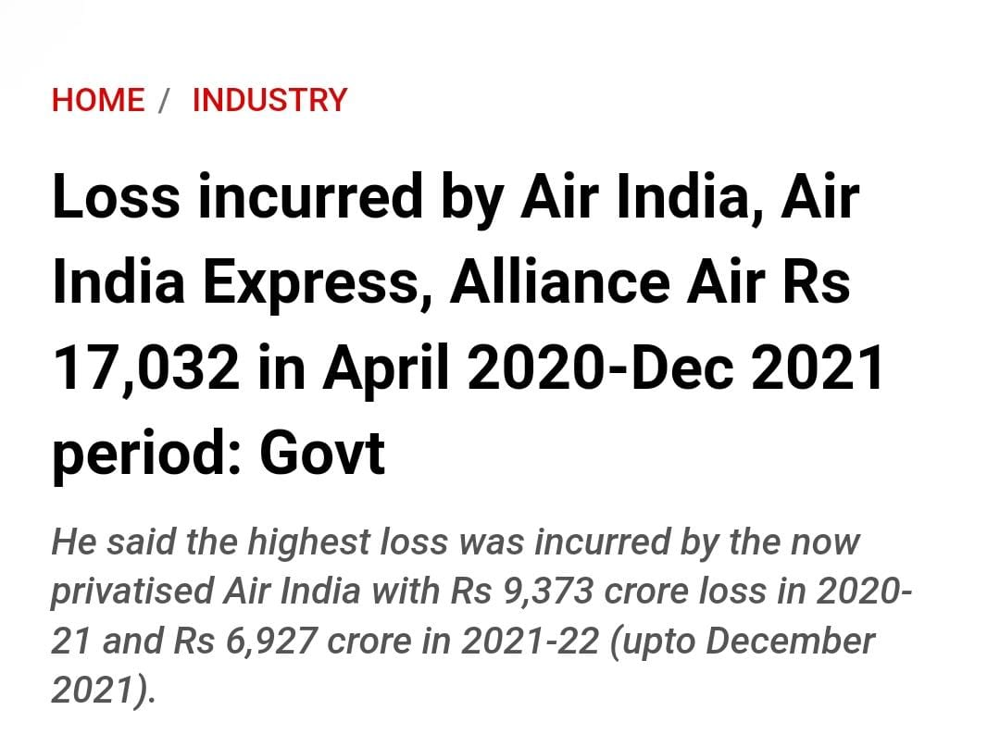 HOME / INDUSTRY
Loss incurred by Air India, Air
India Express, Alliance Air Rs
17,032 in April 2020-Dec 2021
period: Govt
He said the highest loss was incurred by the now
privatised Air India with Rs 9,373 crore loss in 2020-
21 and Rs 6,927 crore in 2021-22 (upto December
2021).